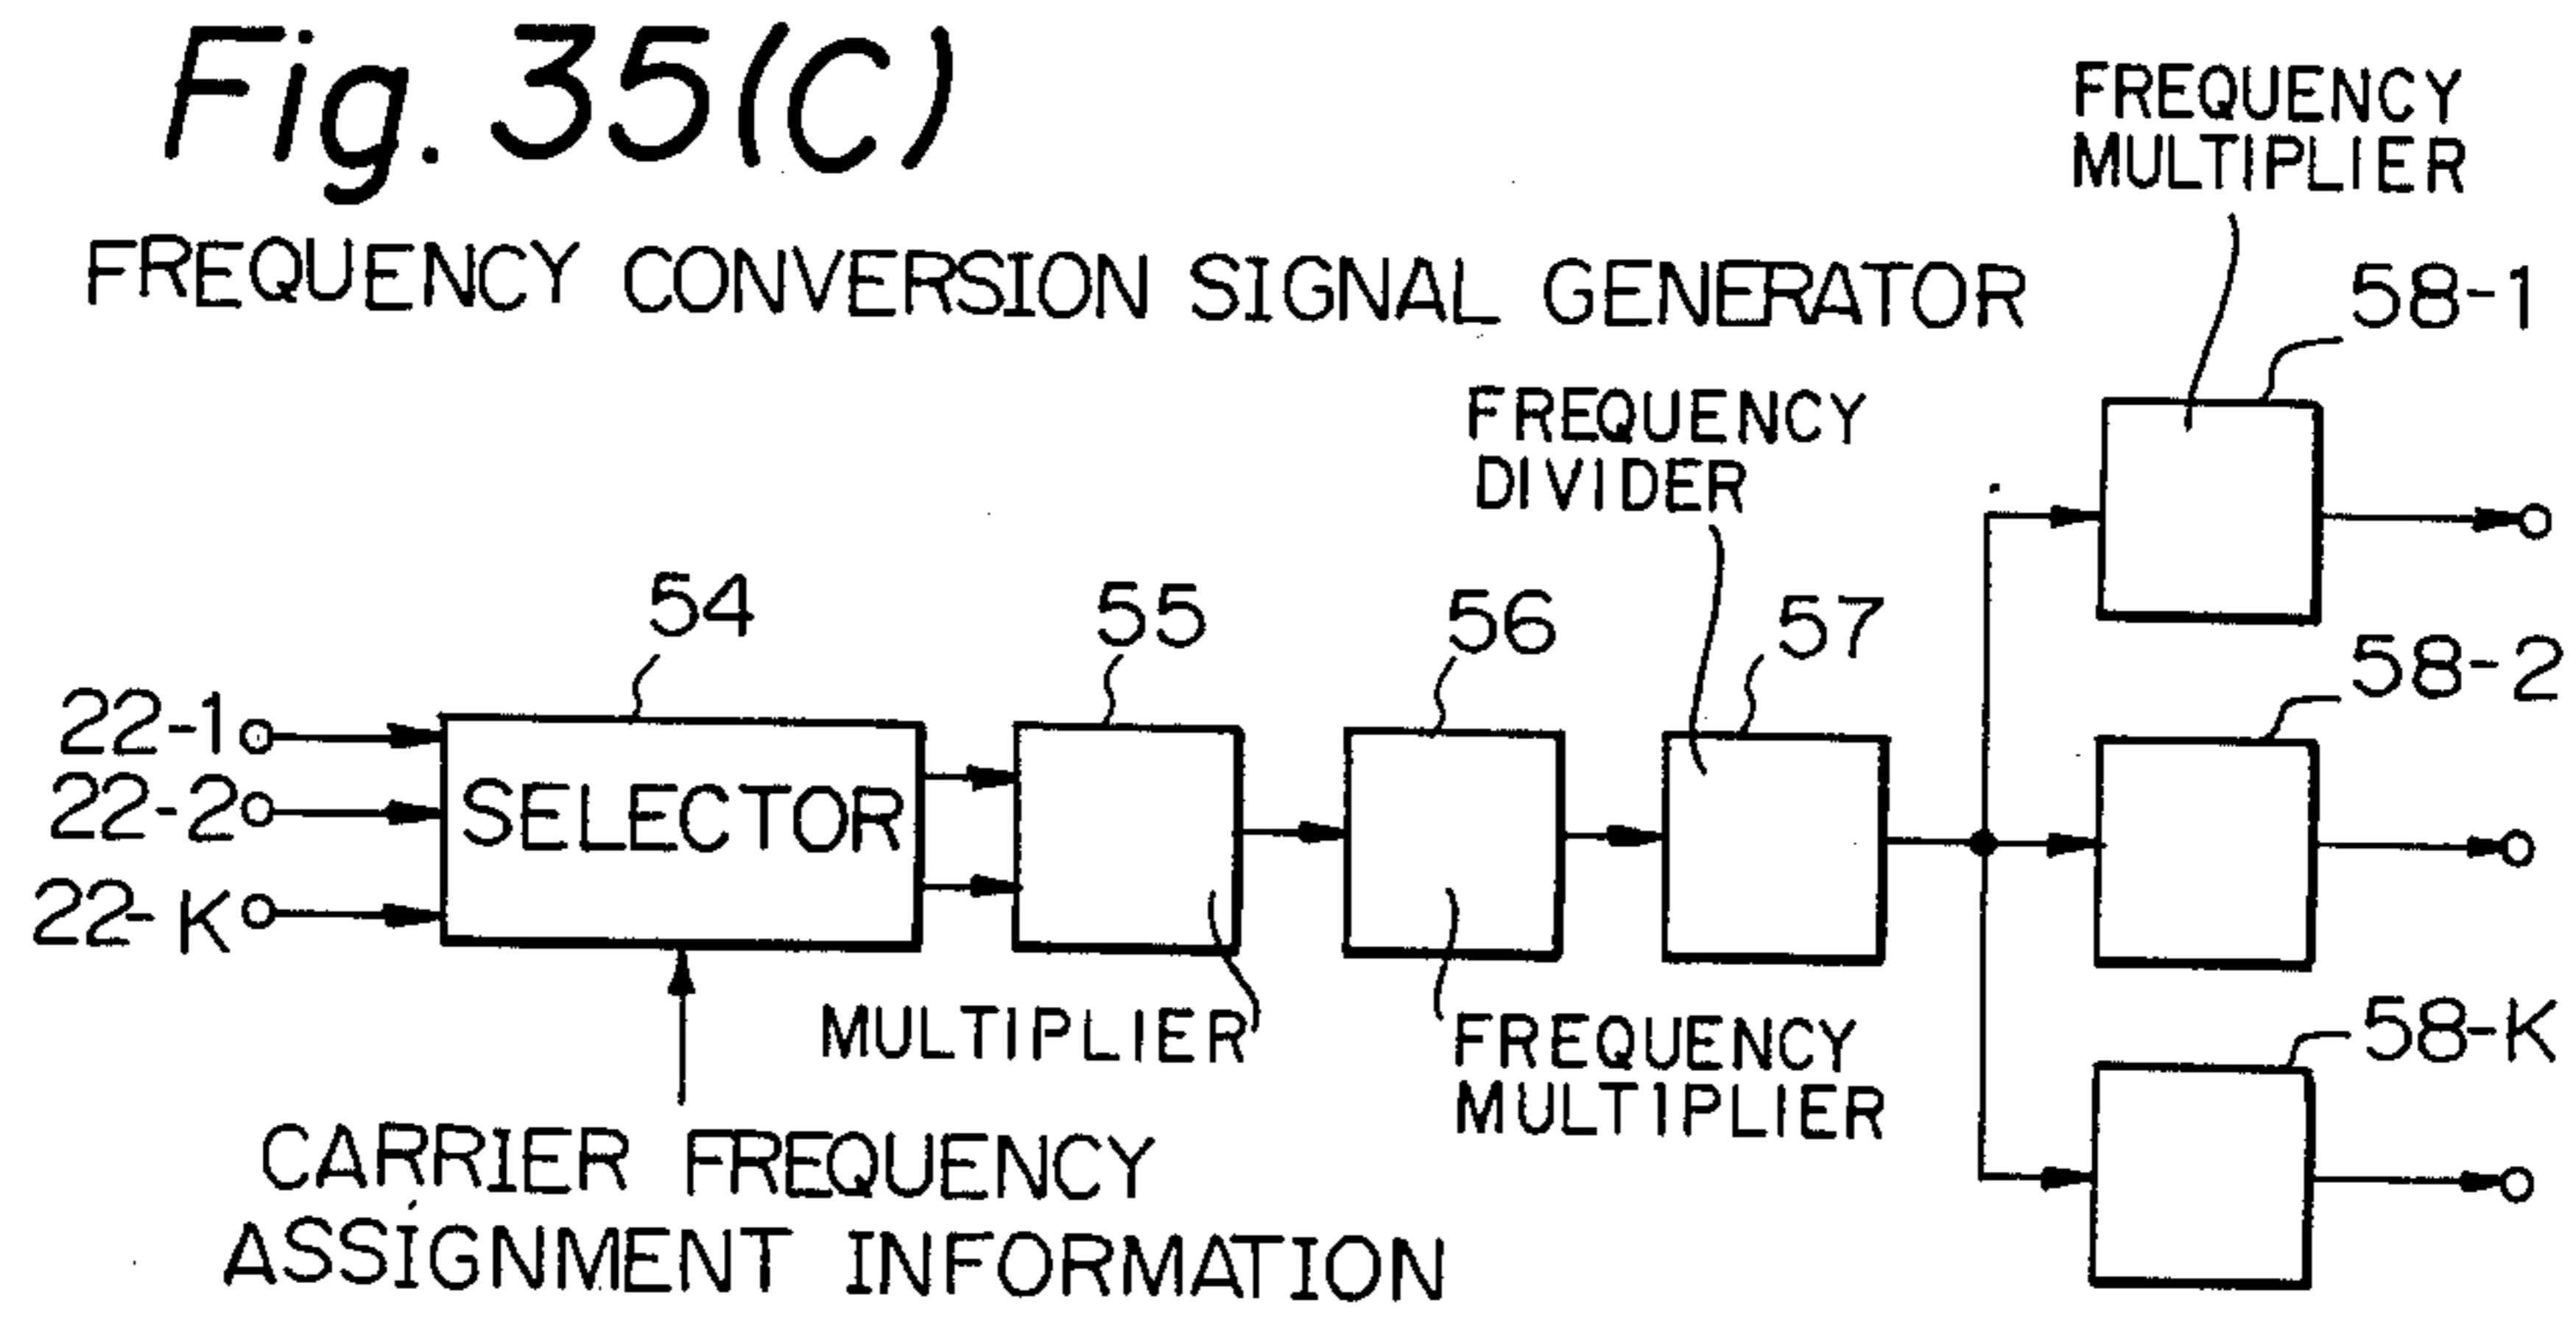 Fig. 35(C)
FREQUENCY CONVERSION SIGNAL GENERATOR
FREQUENCY
MULTIPLIER
58-1
FREQUENCY
DIVIDER
54
55
56
57
58-2
22-1
22-2
22-K
SELECTOR
MULTIPLIER
FREQUENCY
MULTIPLIER
58-K
CARRIER FREQUENCY
ASSIGNMENT INFORMATION